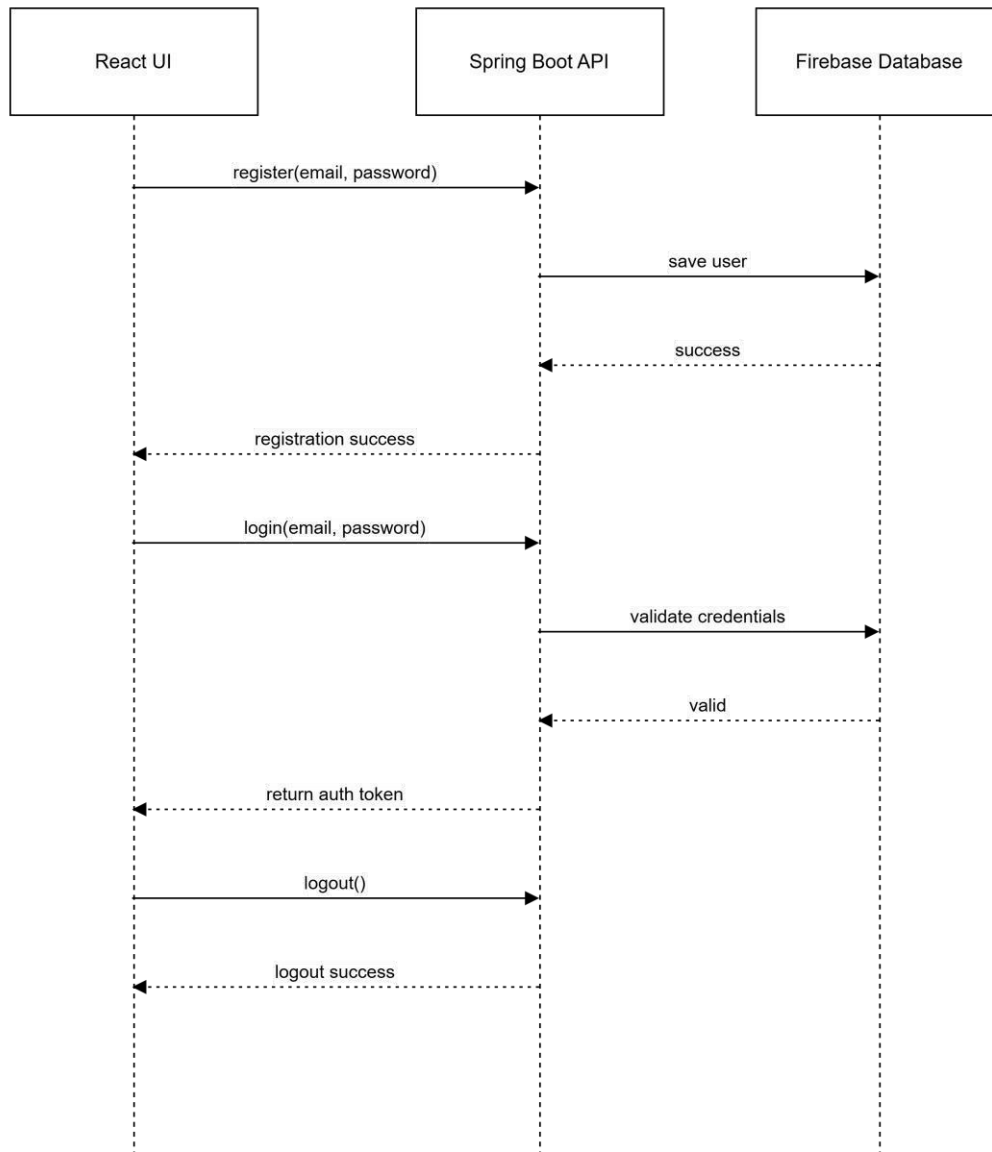 React UI
Spring Boot API
Firebase Database
register(email, password)
save user
success
registration success
login(email, password)
validate credentials
valid
return auth token
logout()
logout success